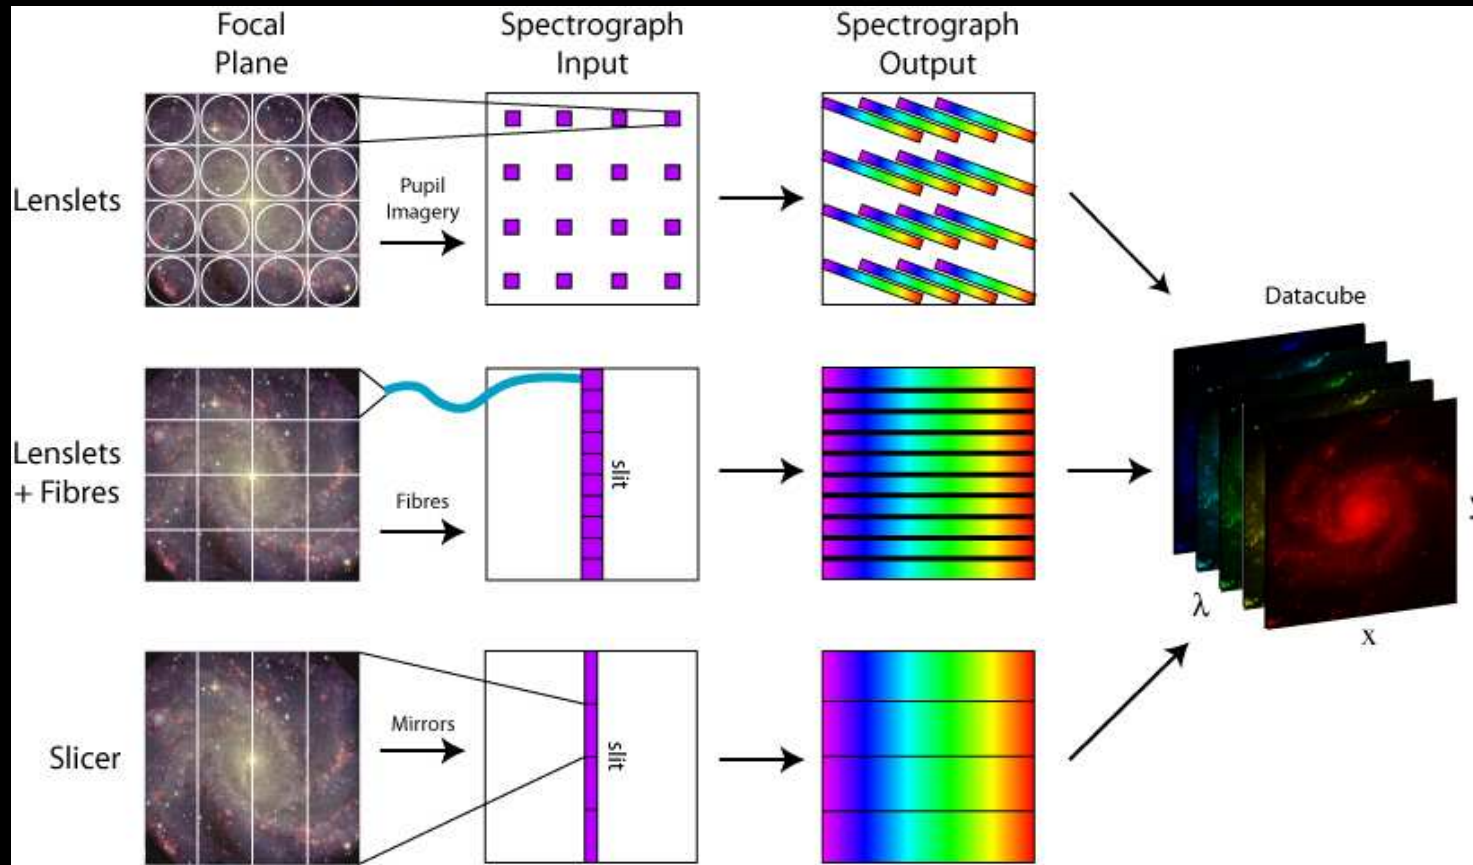 Focal
Plane
Spectrograph
Input
Spectrograph
Output
Lenslets
Pupil
Imagery
Datacube
Lenslets
+ Fibres
Fibres
slit
y
λ
x
Slicer
Mirrors
slit